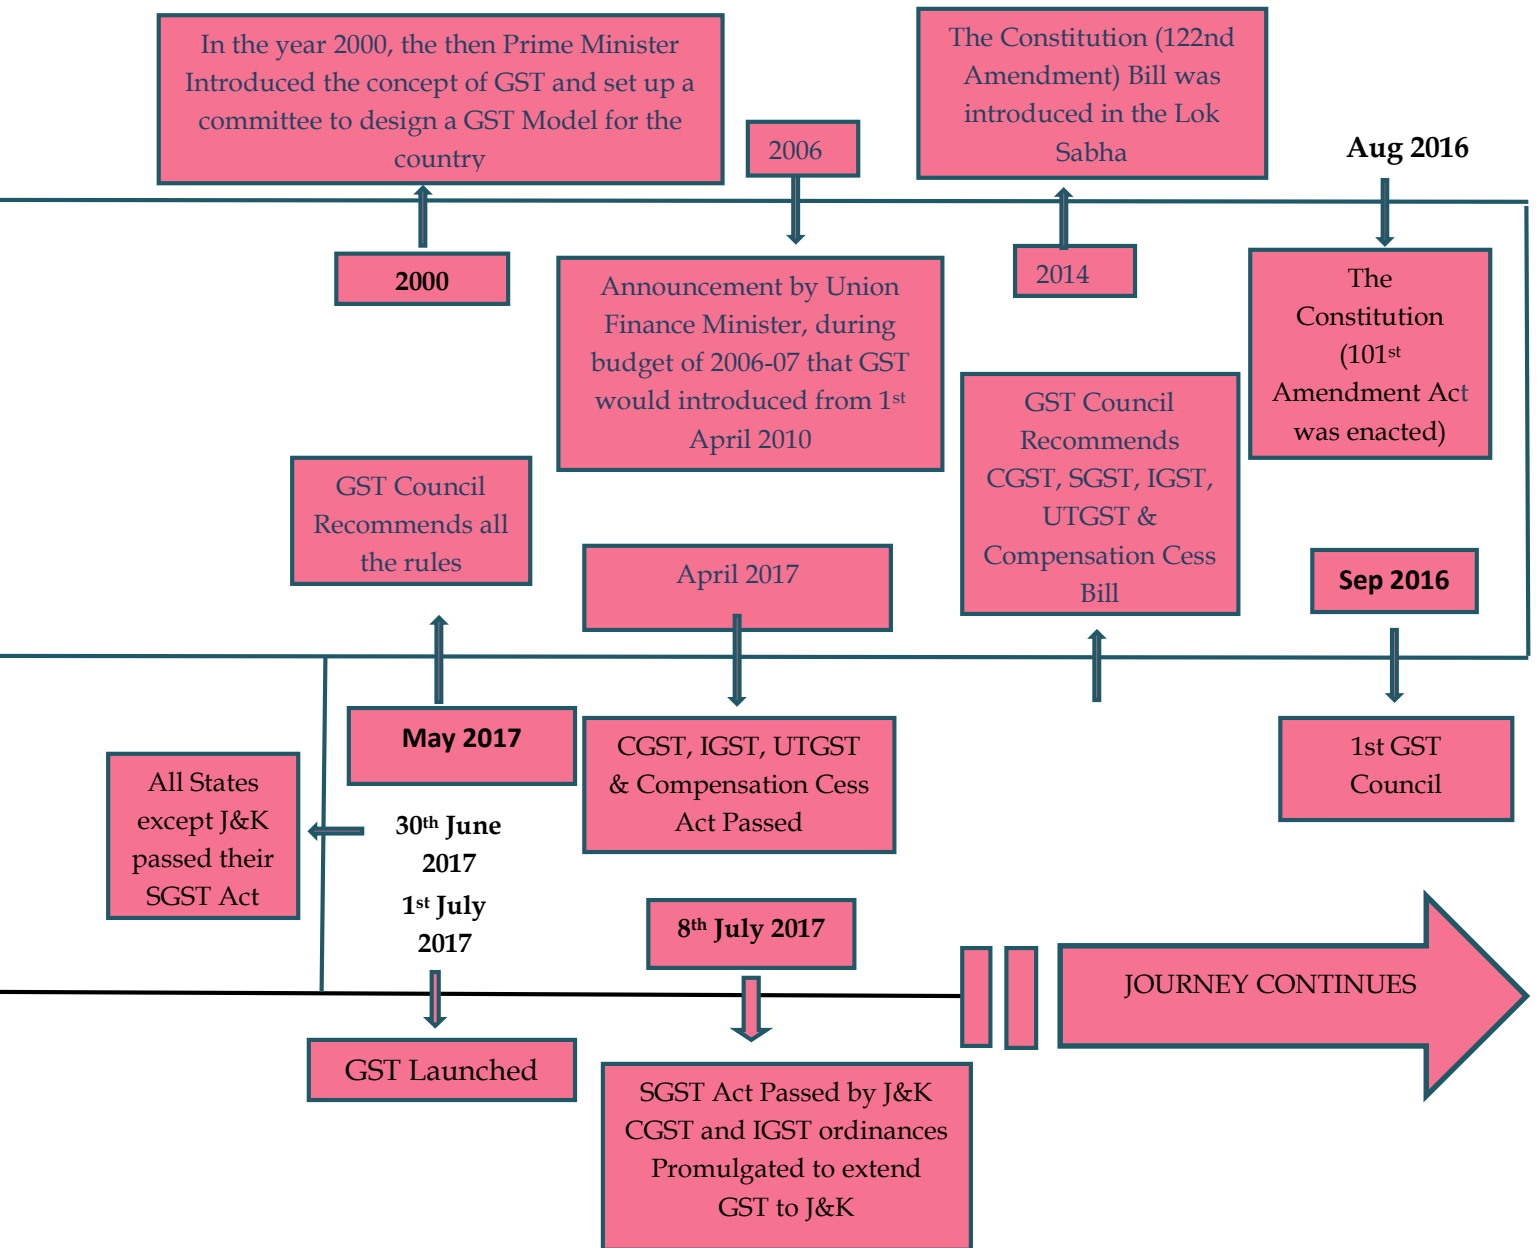 In the year 2000, the then Prime Minister
Introduced the concept of GST and set up a
committee to design a GST Model for the
country
2000
2006
Announcement by Union
Finance Minister, during
budget of 2006-07 that GST
would introduced from 1st
April 2010
The Constitution (122nd
Amendment) Bill was
introduced in the Lok
Sabha
2014
Aug 2016
The
Constitution
(101st
Amendment Act
was enacted)
Sep 2016
1st GST
Council
GST Council
Recommends
CGST, SGST, IGST,
UTGST &
Compensation Cess
Bill
April 2017
CGST, IGST, UTGST
& Compensation Cess
Act Passed
GST Council
Recommends all
the rules
May 2017
30th June
2017
All States
except J&K
passed their
SGST Act
1st July
2017
GST Launched
8th July 2017
SGST Act Passed by J&K
CGST and IGST ordinances
Promulgated to extend
GST to J&K
JOURNEY CONTINUES